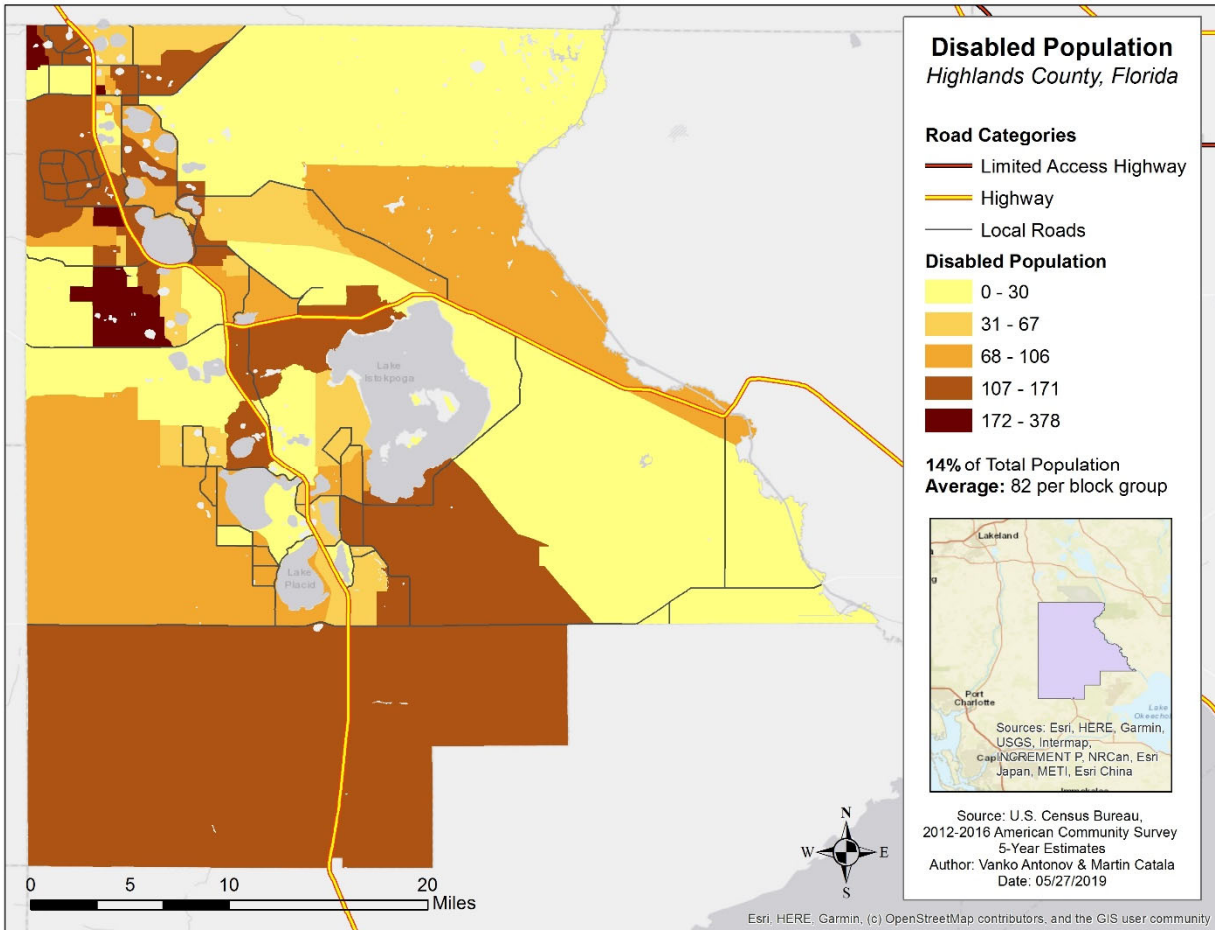 Disabled Population
Highlands County, Florida
Road Categories
Limited Access Highway
Highway
Local Roads
Disabled Population
0 - 30
31 - 67
68 - 106
107 - 171
172 - 378
14% of Total Population
Average: 82 per block group
Lakeland
Port
Charlotte
Lake
Okeechob
Cap
Sources: Esri, HERE, Garmin,
USGS, Intermap,
INCREMENT P, NRCan, Esri
Japan, METI, Esri China
Source: U.S. Census Bureau,
2012-2016 American Community Survey
5-Year Estimates
Author: Vanko Antonov & Martin Catala
Date: 05/27/2019
Lake
Istokpoga
Lake
Placid
N
W
E
S
0
5
10
20
Miles
Esri, HERE, Garmin, (c) OpenStreetMap contributors, and the GIS user community